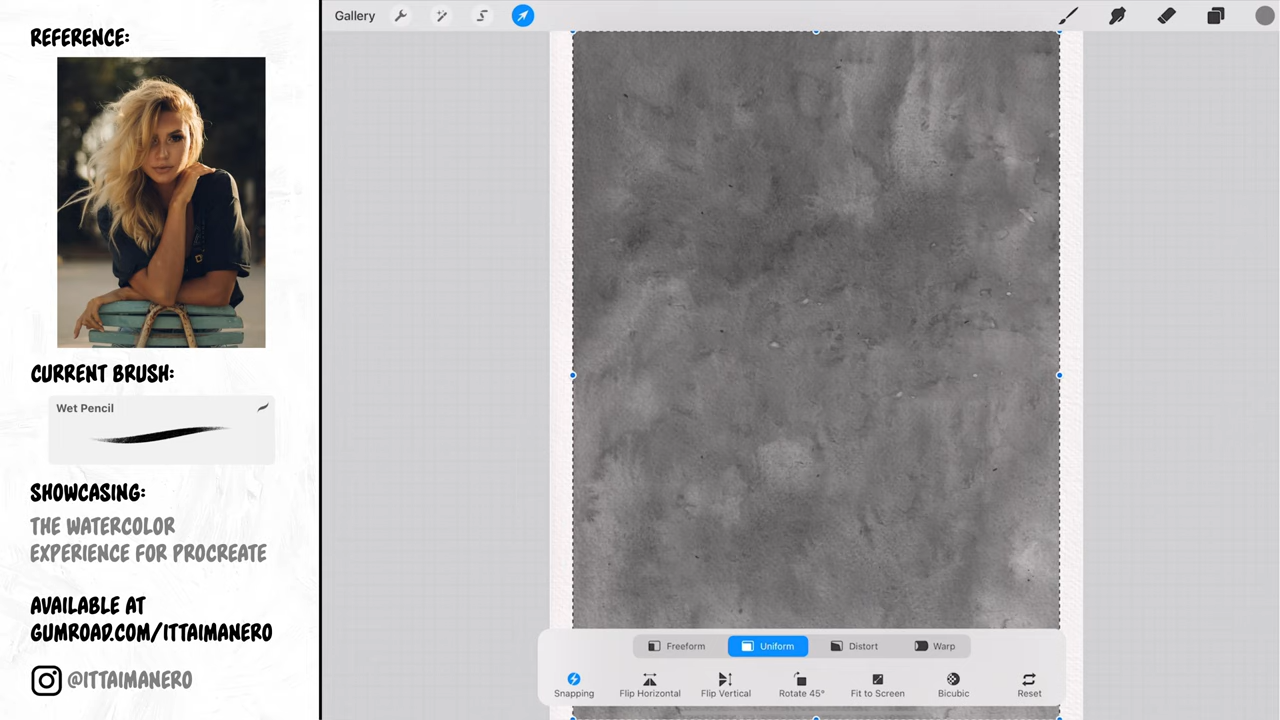 REFERENCE:
CURRENT BRUSH:
Wet Pencil
SHOWCASING:
THE WATERCOLOR
EXPERIENCE FOR PROCREATE
AVAILABLE AT
GUMROAD.COM/ITTAIMANERO
@ITTAIMANERO
Gallery
Freeform
Uniform
Distort
Warp
Snapping
Flip Horizontal
Flip Vertical
Rotate 45°
Fit to Screen
Bicubic
Reset